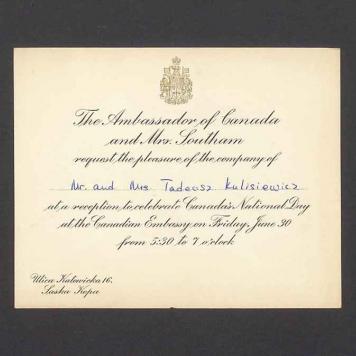 The Ambassador of Canada
and Mrs. Southam
request the pleasure of the company of
Mr. and Mrs Tadeusz Kulisiewicz
at a reception to celebrate Canada's National Day
at the Canadian Embassy on Friday, June 30
from 5:30 to 7 o'clock
Ulica Katowicka 16,
Saska Kepa